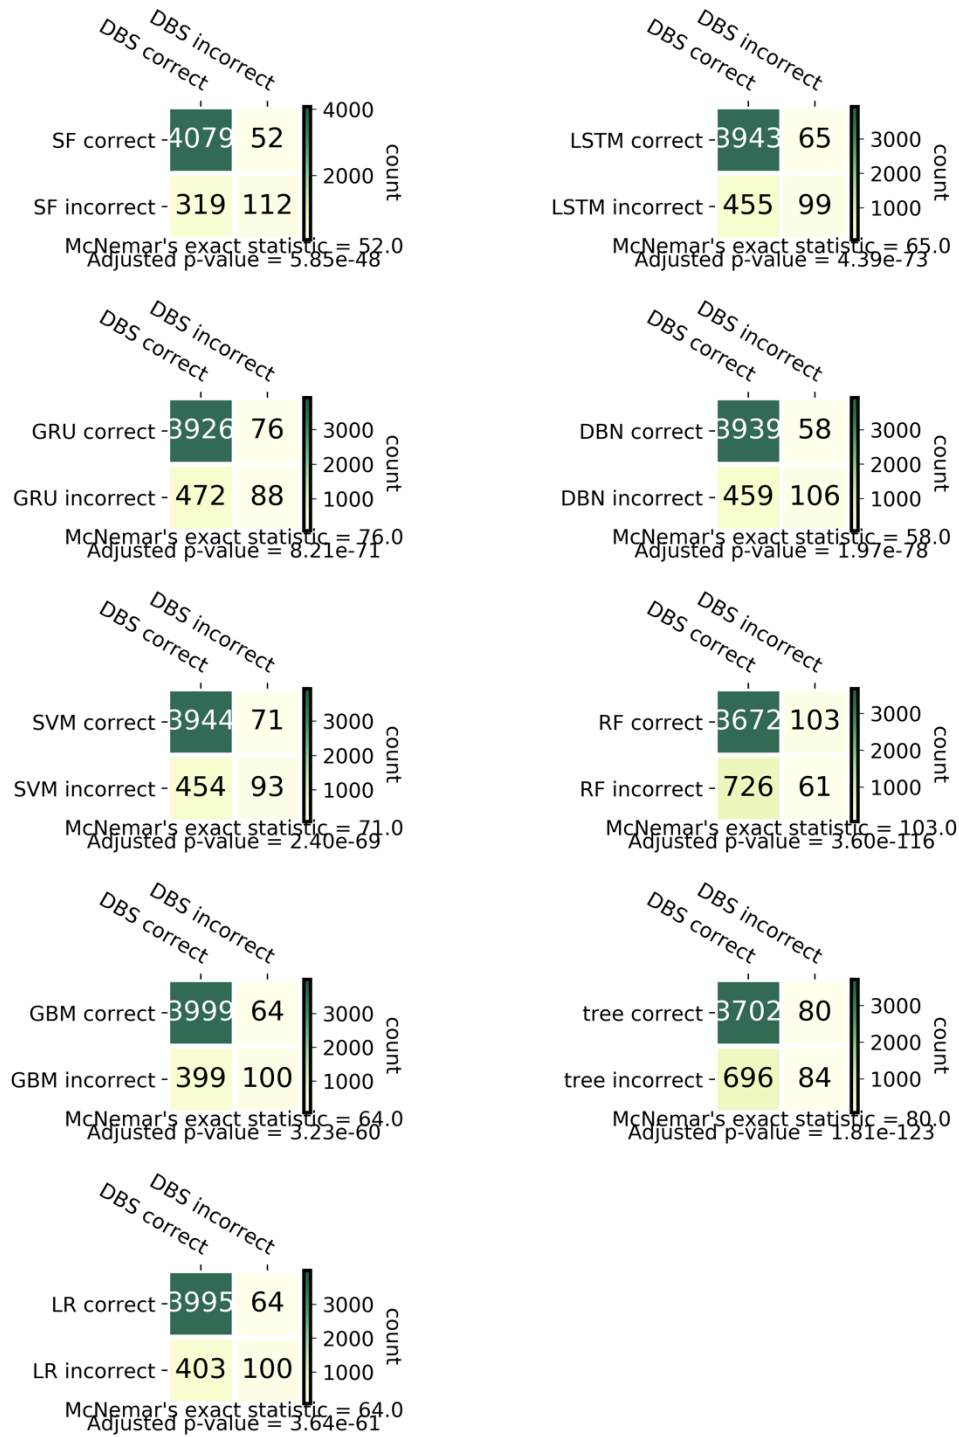 DBS incorrect
DBS correct
SF correct 4079 52
SF incorrect 319 112
4000
2000
count
McNemar's exact statistic = 52.0
Adjusted p-value = 5.85e-48
DBS incorrect
DBS correct
LSTM correct 3943 65
LSTM incorrect 455 99
3000
2000
1000
count
McNemar's exact statistic = 65.0
Adjusted p-value = 4.39e-73
DBS incorrect
DBS correct
GRU correct 3926 76
GRU incorrect 472 88
3000
2000
1000
count
McNemar's exact statistic = 76.0
Adjusted p-value = 8.21e-71
DBS incorrect
DBS correct
DBN correct 3939 58
DBN incorrect 459 106
3000
2000
1000
count
McNemar's exact statistic = 58.0
Adjusted p-value = 1.97e-78
DBS incorrect
DBS correct
SVM correct 3944 71
SVM incorrect 454 93
3000
2000
1000
count
McNemar's exact statistic = 71.0
Adjusted p-value = 2.40e-69
DBS incorrect
DBS correct
RF correct 3672 103
RF incorrect 726 61
3000
2000
1000
count
McNemar's exact statistic = 103.0
Adjusted p-value = 3.60e-116
DBS incorrect
DBS correct
GBM correct 3999 64
GBM incorrect 399 100
3000
2000
1000
count
McNemar's exact statistic = 64.0
Adjusted p-value = 3.23e-60
DBS incorrect
DBS correct
tree correct 3702 80
tree incorrect 696 84
3000
2000
1000
count
McNemar's exact statistic = 80.0
Adjusted p-value = 1.81e-123
DBS incorrect
DBS correct
LR correct 3995 64
LR incorrect 403 100
3000
2000
1000
count
McNemar's exact statistic = 64.0
Adjusted p-value = 3.64e-61